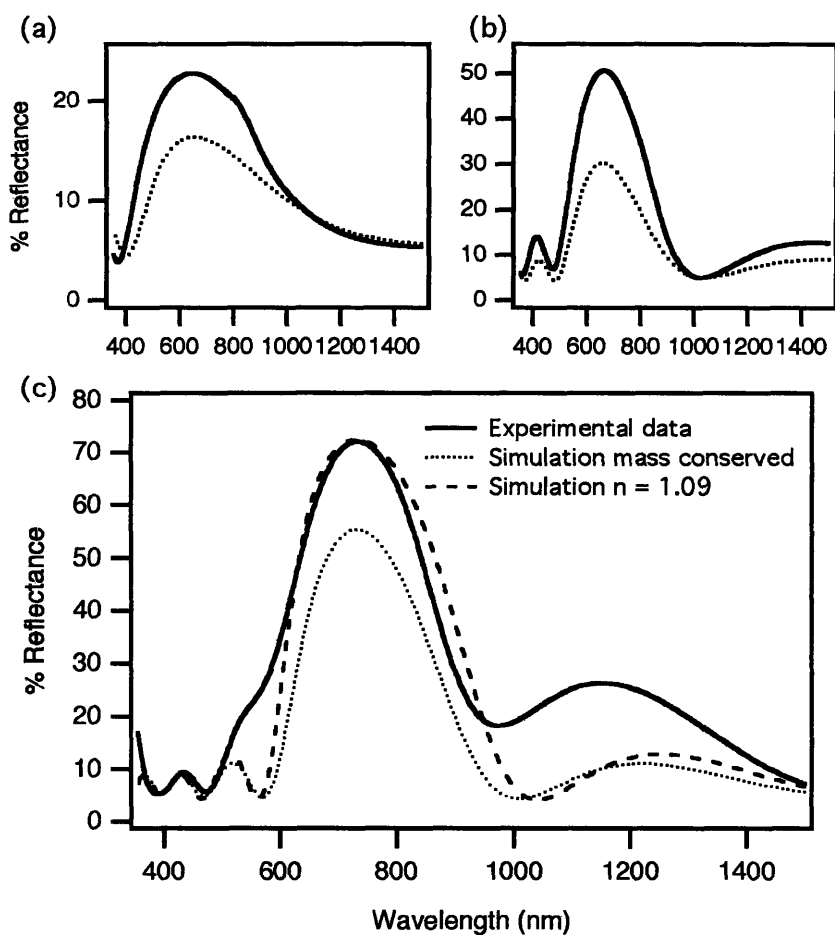 (a)
(b)
% Reflectance
20
10
0
400 600 800 1000 1200 1400
50
40
30
20
10
0
400 600 800 1000 1200 1400
(c)
% Reflectance
80
70
60
50
40
30
20
10
0
Experimental data
Simulation mass conserved
Simulation n = 1.09
400 600 800 1000 1200 1400
Wavelength (nm)